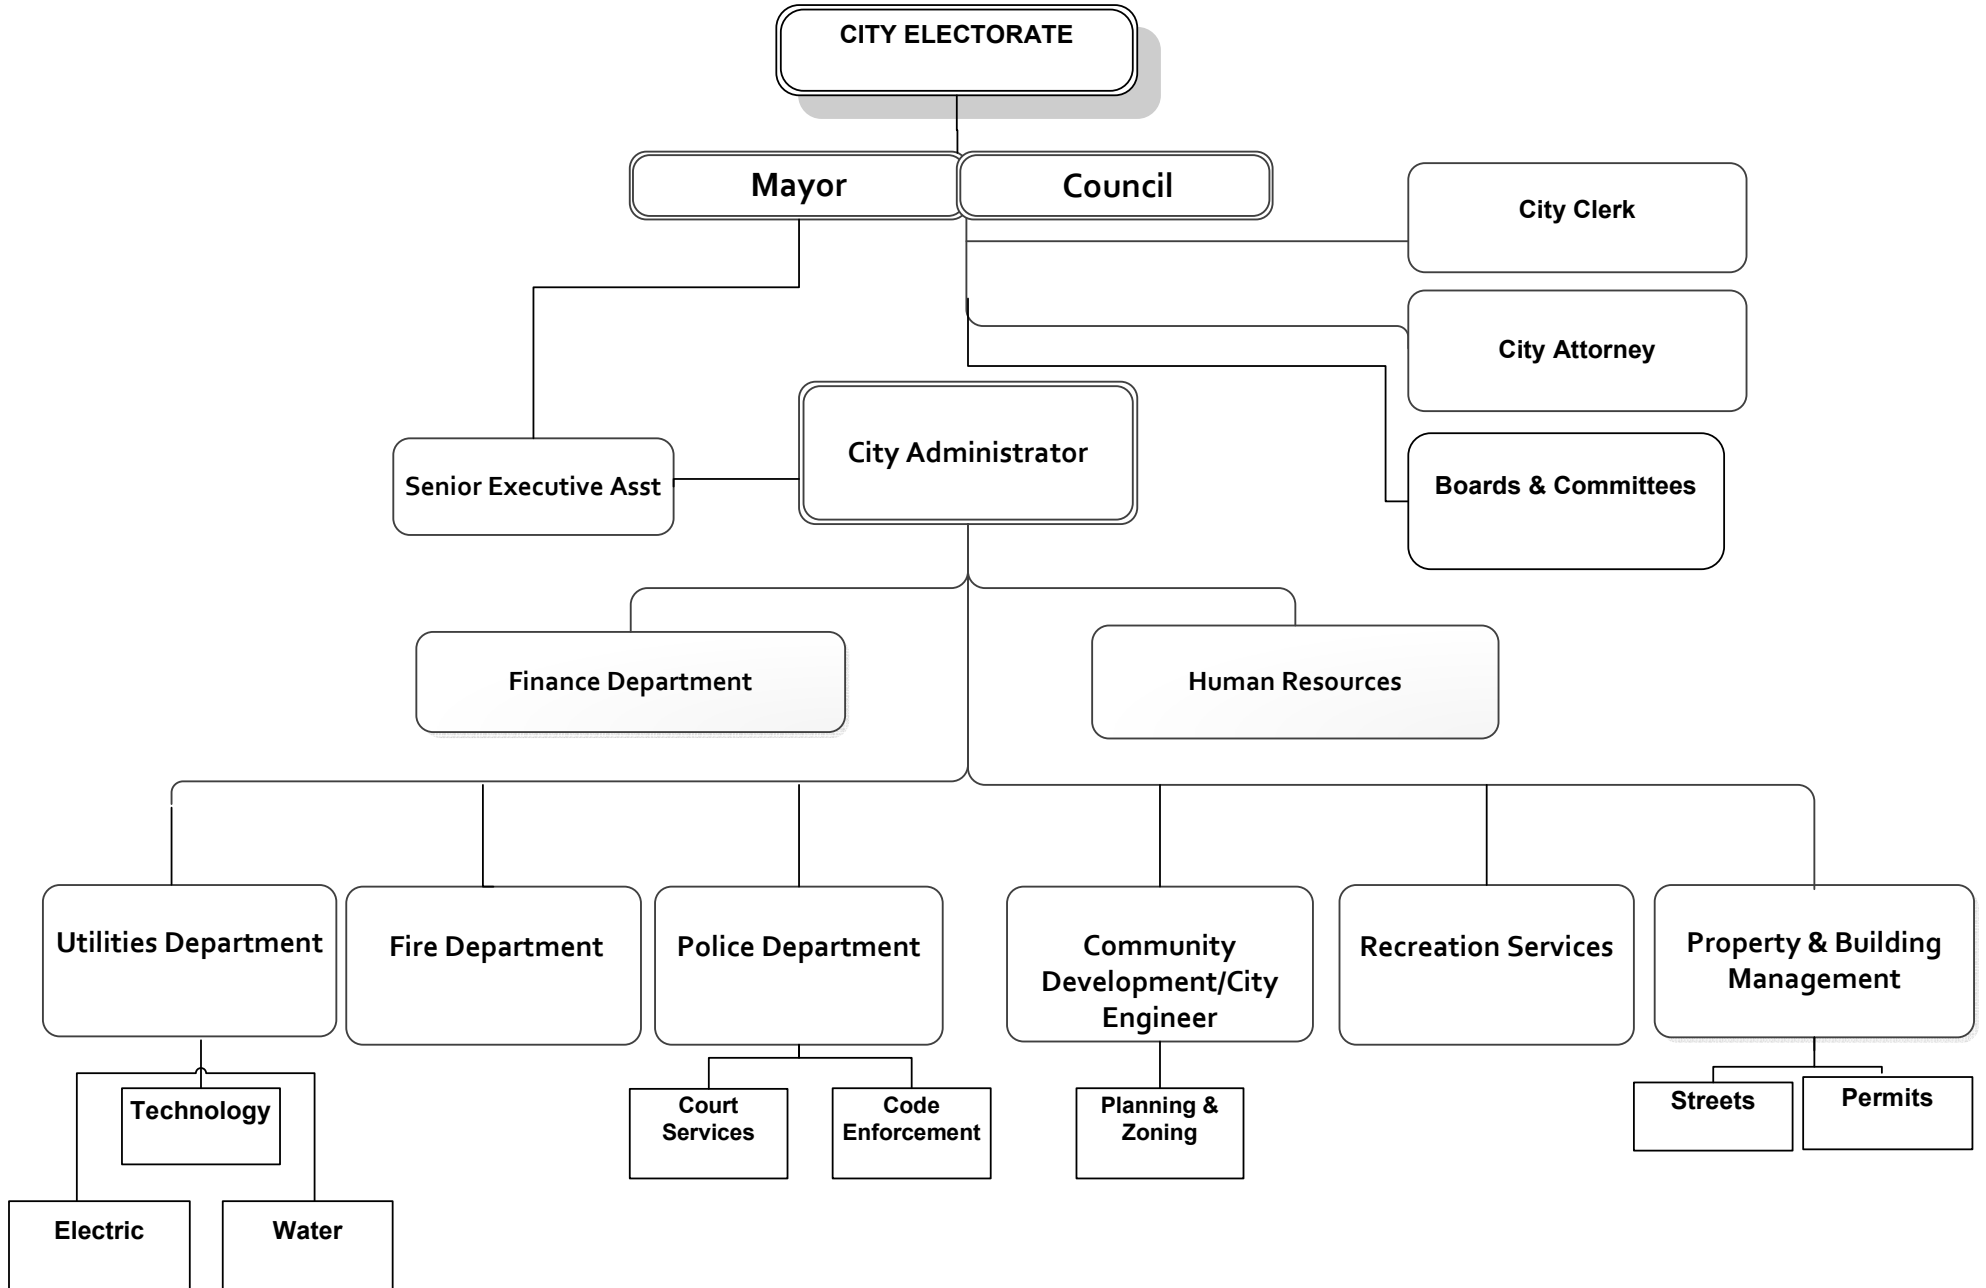 CITY ELECTORATE
Mayor
Council
City Clerk
City Attorney
City Administrator
Senior Executive Asst
Boards & Committees
Finance Department
Human Resources
Utilities Department
Fire Department
Police Department
Community
Development/City
Engineer
Recreation Services
Property & Building
Management
Technology
Court
Services
Code
Enforcement
Planning &
Zoning
Streets
Permits
Electric
Water